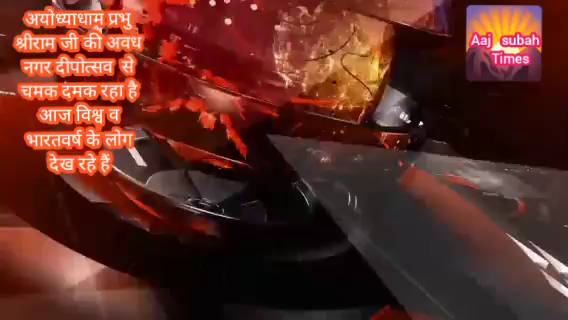 अयोध्याधाम प्रभु
श्रीराम जी की अवध
नगर दीपोत्सव से
चमक दमक रहा है
आज विश्व व
भारतवर्ष के लोग
देख रहे हैं
Aaj subah
Times